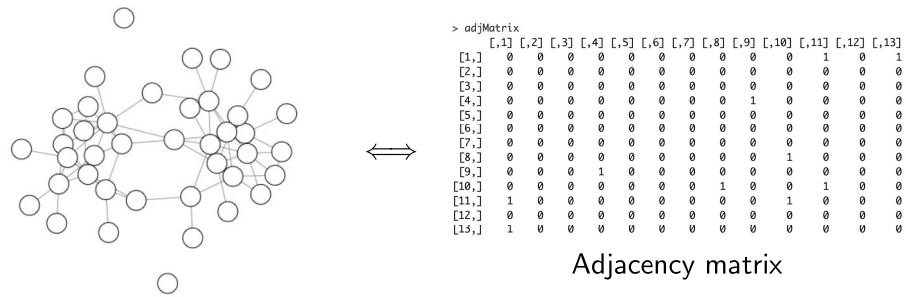 > adjMatrix
[,1] [,2] [,3] [,4] [,5] [,6] [,7] [,8] [,9] [,10] [,11] [,12] [,13]
[1,] 0 0 0 0 0 0 0 0 0 0 1 0 1
[2,] 0 0 0 0 0 0 0 0 0 0 0 0 0
[3,] 0 0 0 0 0 0 0 0 0 0 0 0 0
[4,] 0 0 0 0 0 0 0 0 1 0 0 0 0
[5,] 0 0 0 0 0 0 0 0 0 0 0 0 0
[6,] 0 0 0 0 0 0 0 0 0 0 0 0 0
[7,] 0 0 0 0 0 0 0 0 0 0 0 0 0
[8,] 0 0 0 0 0 0 0 0 0 1 0 0 0
[9,] 0 0 0 1 0 0 0 0 0 0 0 0 0
[10,] 0 0 0 0 0 0 0 1 0 0 1 0 0
[11,] 1 0 0 0 0 0 0 0 0 1 0 0 0
[12,] 0 0 0 0 0 0 0 0 0 0 0 0 0
[13,] 1 0 0 0 0 0 0 0 0 0 0 0 0
Adjacency matrix